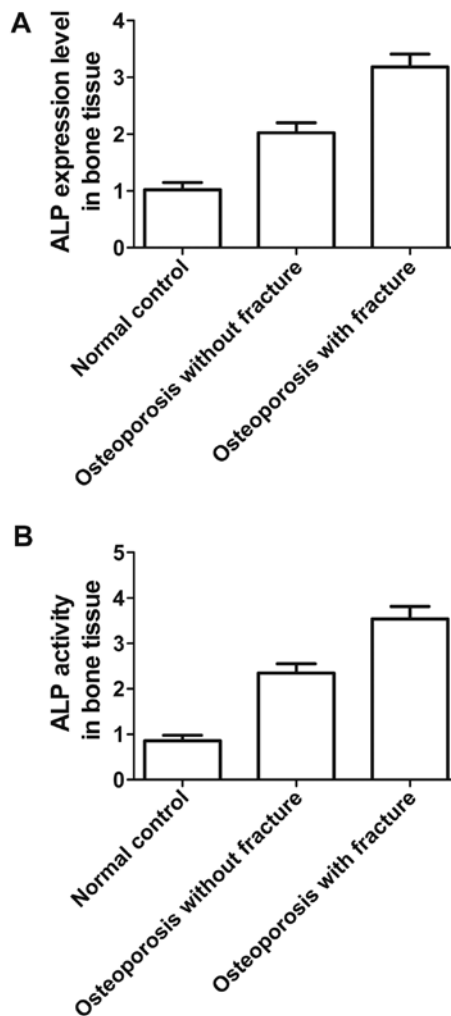 A
ALP expression level
in bone tissue
4
3
2
1
0
Normal control
Osteoporosis without fracture
Osteoporosis with fracture
B
ALP activity
in bone tissue
5
4
3
2
1
0
Normal control
Osteoporosis without fracture
Osteoporosis with fracture